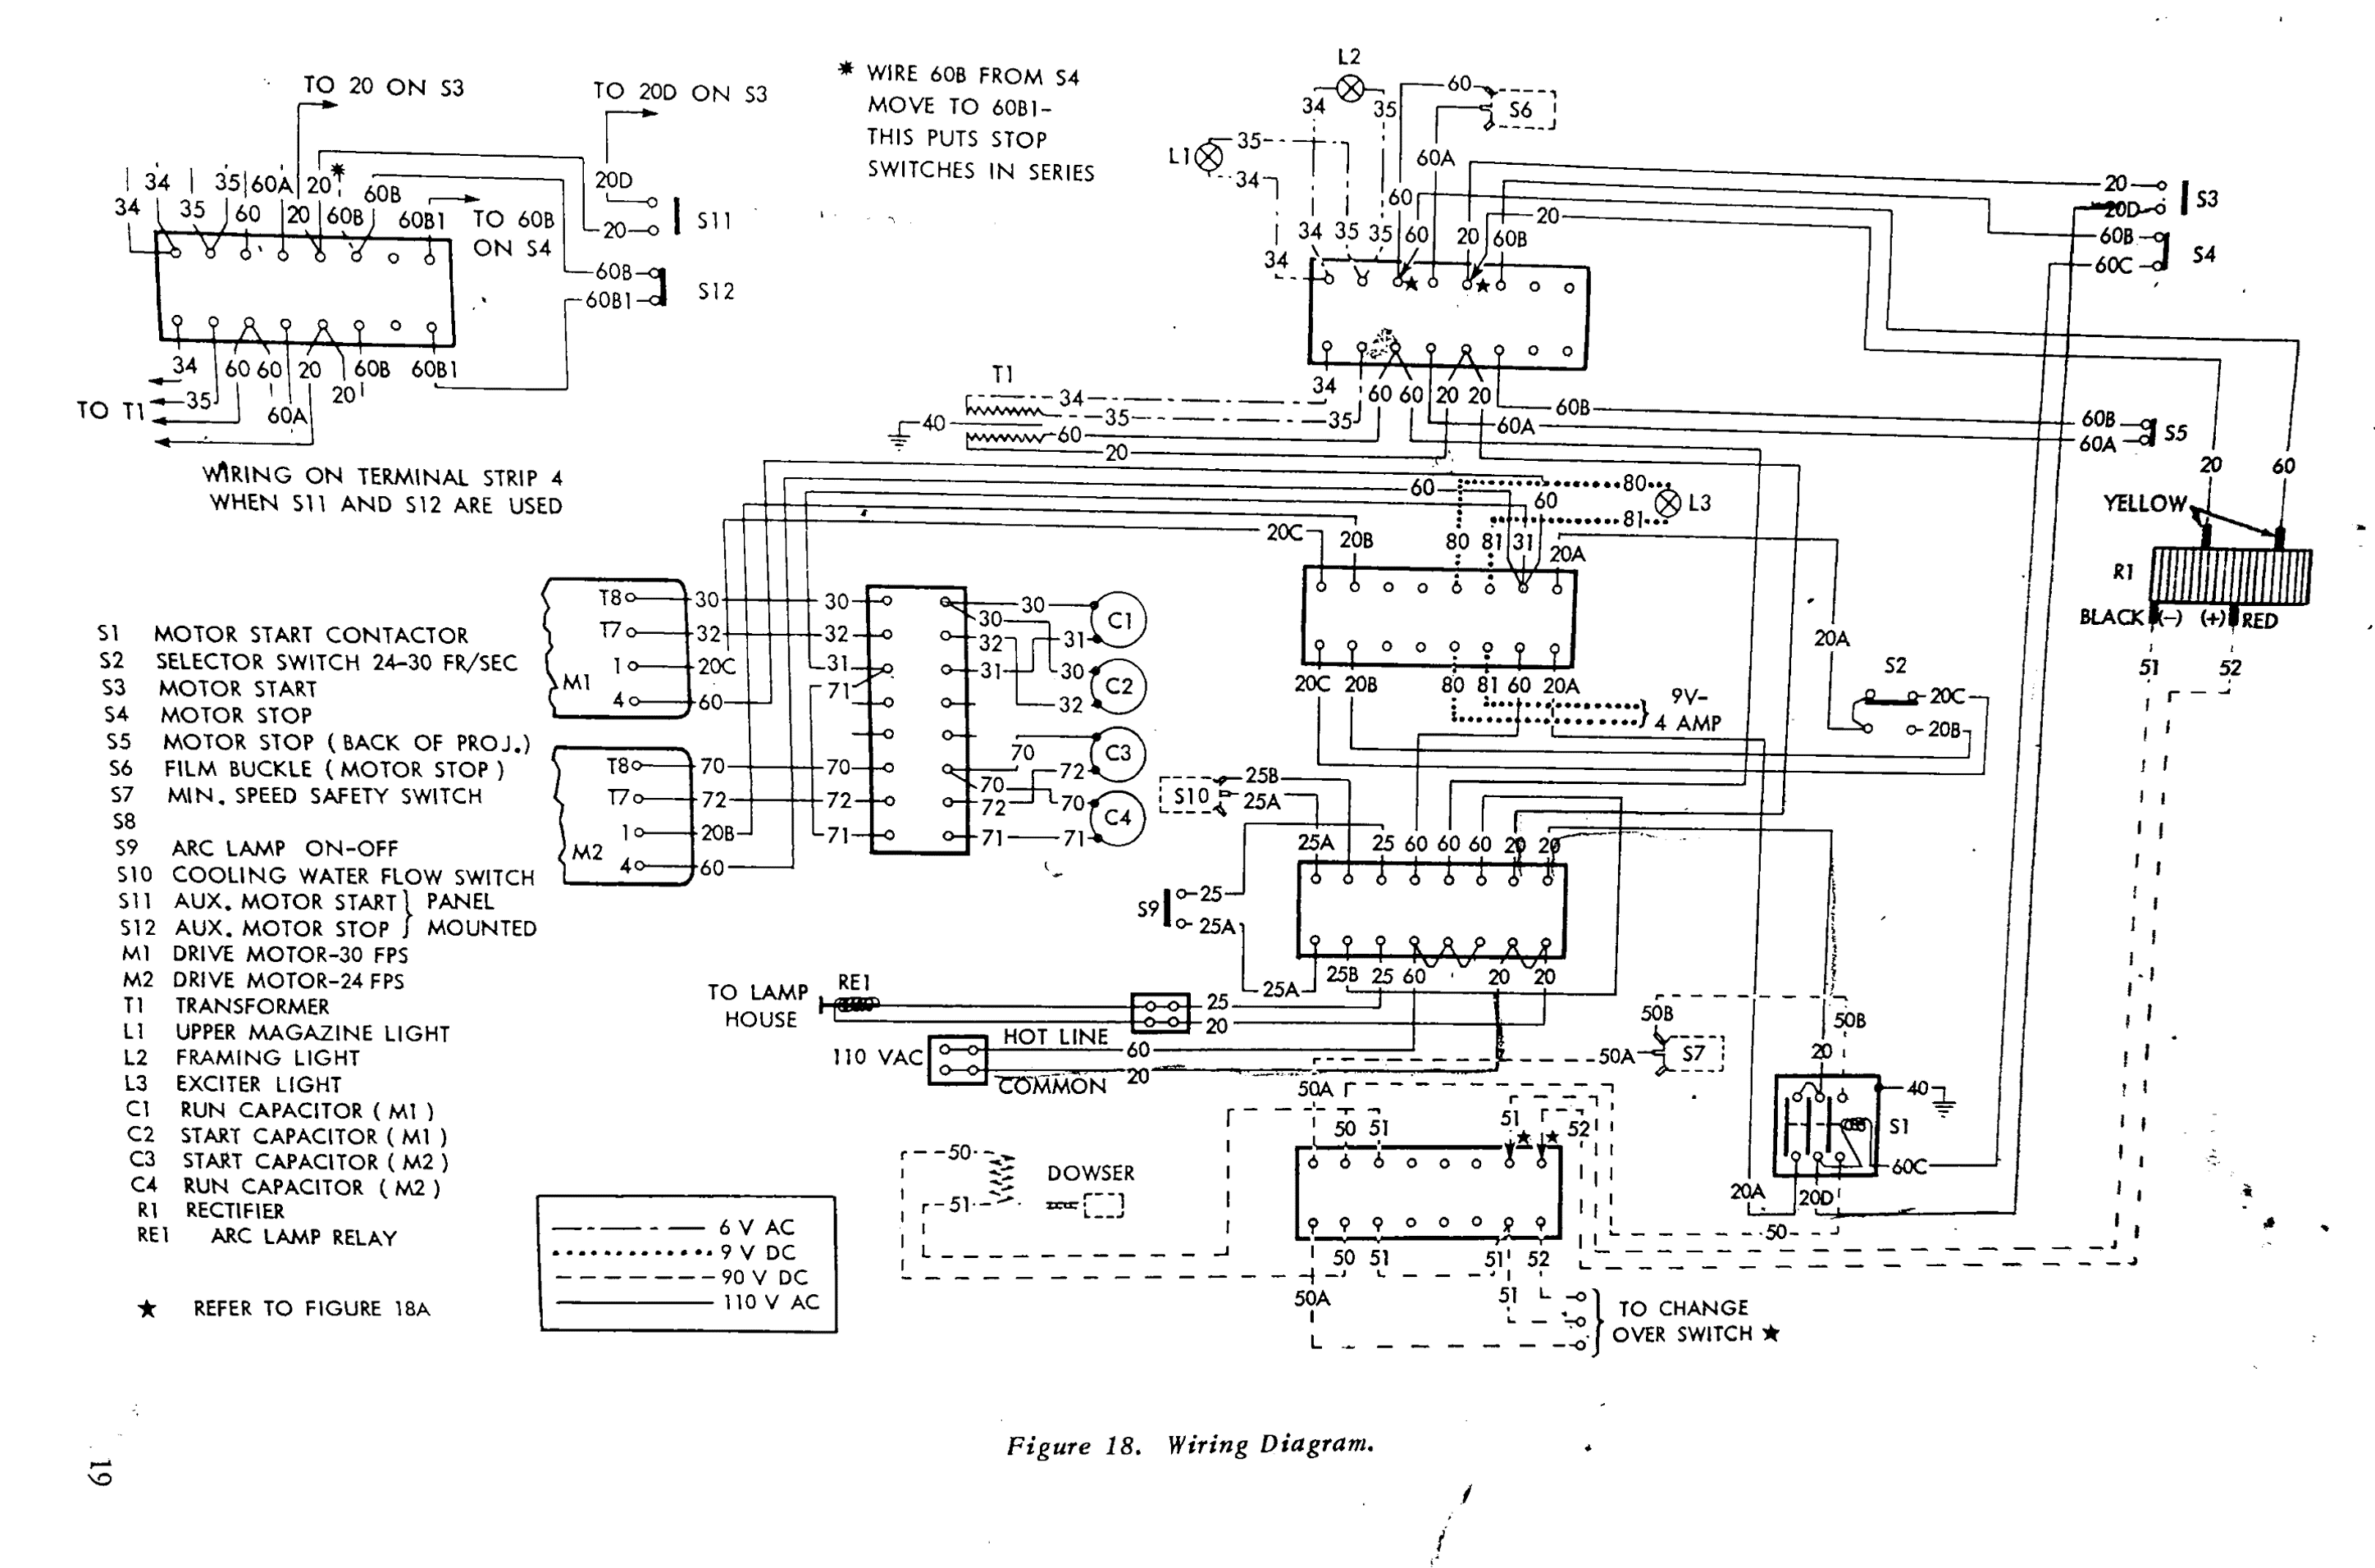 TO 20 ON S3
TO 20D ON S3
✱ WIRE 60B FROM S4
MOVE TO 60B1-
THIS PUTS STOP
SWITCHES IN SERIES
34 35 60A 20 ✱ 60B 20D
34 35 60 20 60B 60B1 TO 60B
ON S4
20 S11
60B
60B1 S12
34 60 60 20 60B 60B1
35 20
TO T1 60A
WIRING ON TERMINAL STRIP 4
WHEN S11 AND S12 ARE USED
L2
34 35 60 S6
L1 35 60A
34 60
34 35 35 60 20 60B 20
34
20 S3
20D
60B S4
60C
34 60 60 20 20
T1 34
35 35
40 60
20
60B 60B
60A 60A S5
20 60
YELLOW
R1
BLACK (-) (+) RED
51 52
60 60 80 L3
81
20C 20B 80 81 31 20A
20C 20B 80 81 60 20A
9V-
4 AMP
20A
S2
20C
20B
T8 30 30 30 C1
T7 32 32 30
1 20C 31 32 31
M1 4 60 71 31 30 C2
32
T8 70 70 70 C3
T7 72 72 70 72
1 20B 72 70 C4
M2 4 60 71 71 71
S1 MOTOR START CONTACTOR
S2 SELECTOR SWITCH 24-30 FR/SEC
S3 MOTOR START
S4 MOTOR STOP
S5 MOTOR STOP ( BACK OF PROJ.)
S6 FILM BUCKLE ( MOTOR STOP )
S7 MIN. SPEED SAFETY SWITCH
S8
S9 ARC LAMP ON-OFF
S10 COOLING WATER FLOW SWITCH
S11 AUX. MOTOR START } PANEL
S12 AUX. MOTOR STOP } MOUNTED
M1 DRIVE MOTOR-30 FPS
M2 DRIVE MOTOR-24 FPS
T1 TRANSFORMER
L1 UPPER MAGAZINE LIGHT
L2 FRAMING LIGHT
L3 EXCITER LIGHT
C1 RUN CAPACITOR ( M1 )
C2 START CAPACITOR ( M1 )
C3 START CAPACITOR ( M2 )
C4 RUN CAPACITOR ( M2 )
R1 RECTIFIER
RE1 ARC LAMP RELAY
★ REFER TO FIGURE 18A
S10 25B
25A
25A 25 60 60 60 20 20
S9 25
25A
25A 25B 25 60 20 20
TO LAMP
HOUSE
RE1
25
20
HOT LINE
110 VAC 60
20
COMMON
50B 50B
50A S7
50A
50 51 51 ★ ★ 52
50
51
DOWSER
50 51 51 52
50A 51
20 40
S1
60C
20A 20D
50
TO CHANGE
OVER SWITCH ★
6 V AC
9 V DC
90 V DC
110 V AC
Figure 18. Wiring Diagram.
19